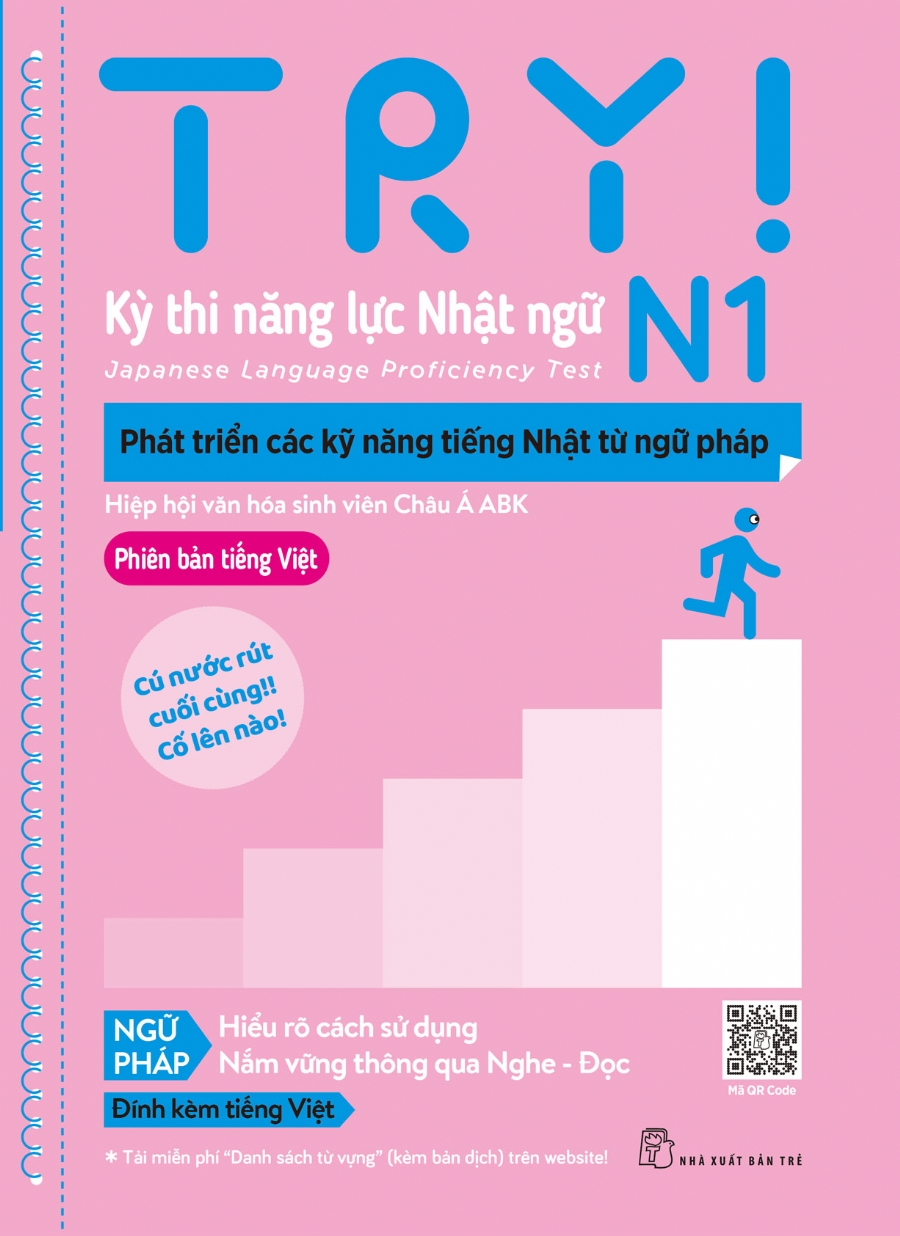 TRY!
Kỳ thi năng lực Nhật ngữ N1
Japanese Language Proficiency Test
Phát triển các kỹ năng tiếng Nhật từ ngữ pháp
Hiệp hội văn hóa sinh viên Châu Á ABK
Phiên bản tiếng Việt
Cú nước rút
cuối cùng!!
Cố lên nào!
NGỮ
PHÁP
Hiểu rõ cách sử dụng
Nắm vững thông qua Nghe - Đọc
Đính kèm tiếng Việt
Mã QR Code
* Tải miễn phí “Danh sách từ vựng” (kèm bản dịch) trên website!
NHÀ XUẤT BẢN TRẺ